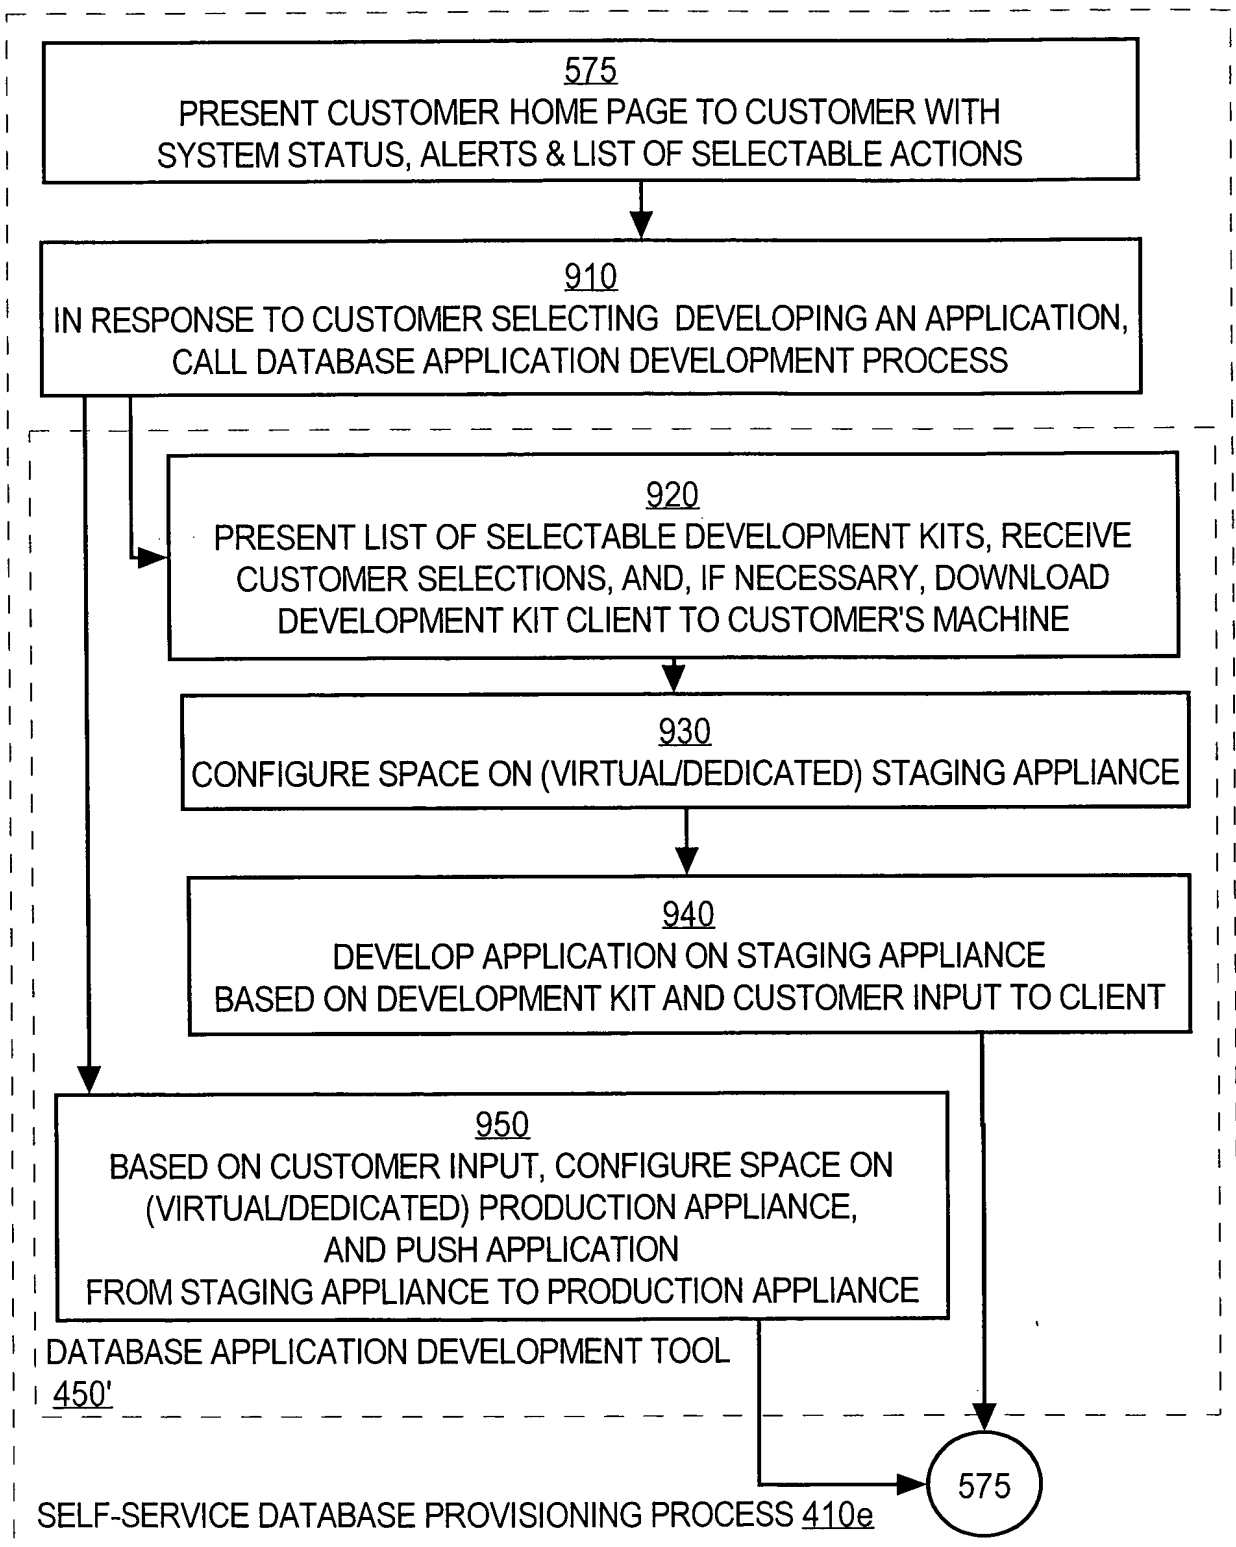 575
PRESENT CUSTOMER HOME PAGE TO CUSTOMER WITH
SYSTEM STATUS, ALERTS & LIST OF SELECTABLE ACTIONS
910
IN RESPONSE TO CUSTOMER SELECTING DEVELOPING AN APPLICATION,
CALL DATABASE APPLICATION DEVELOPMENT PROCESS
920
PRESENT LIST OF SELECTABLE DEVELOPMENT KITS, RECEIVE
CUSTOMER SELECTIONS, AND, IF NECESSARY, DOWNLOAD
DEVELOPMENT KIT CLIENT TO CUSTOMER'S MACHINE
930
CONFIGURE SPACE ON (VIRTUAL/DEDICATED) STAGING APPLIANCE
940
DEVELOP APPLICATION ON STAGING APPLIANCE
BASED ON DEVELOPMENT KIT AND CUSTOMER INPUT TO CLIENT
950
BASED ON CUSTOMER INPUT, CONFIGURE SPACE ON
(VIRTUAL/DEDICATED) PRODUCTION APPLIANCE,
AND PUSH APPLICATION
FROM STAGING APPLIANCE TO PRODUCTION APPLIANCE
DATABASE APPLICATION DEVELOPMENT TOOL
450'
575
SELF-SERVICE DATABASE PROVISIONING PROCESS 410e